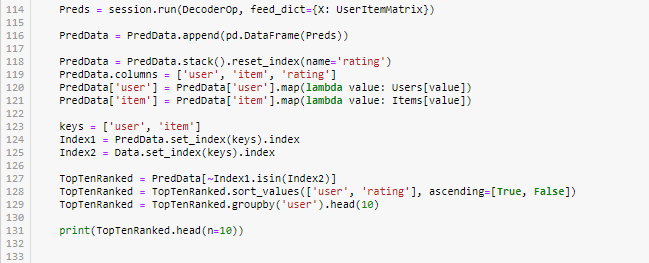 114 Preds = session.run(DecoderOp, feed_dict={X: UserItemMatrix})
115
116 PredData = PredData.append(pd.DataFrame(Preds))
117
118 PredData = PredData.stack().reset_index(name='rating')
119 PredData.columns = ['user', 'item', 'rating']
120 PredData['user'] = PredData['user'].map(lambda value: Users[value])
121 PredData['item'] = PredData['item'].map(lambda value: Items[value])
122
123 keys = ['user', 'item']
124 Index1 = PredData.set_index(keys).index
125 Index2 = Data.set_index(keys).index
126
127 TopTenRanked = PredData[~Index1.isin(Index2)]
128 TopTenRanked = TopTenRanked.sort_values(['user', 'rating'], ascending=[True, False])
129 TopTenRanked = TopTenRanked.groupby('user').head(10)
130
131 print(TopTenRanked.head(n=10))
132
133